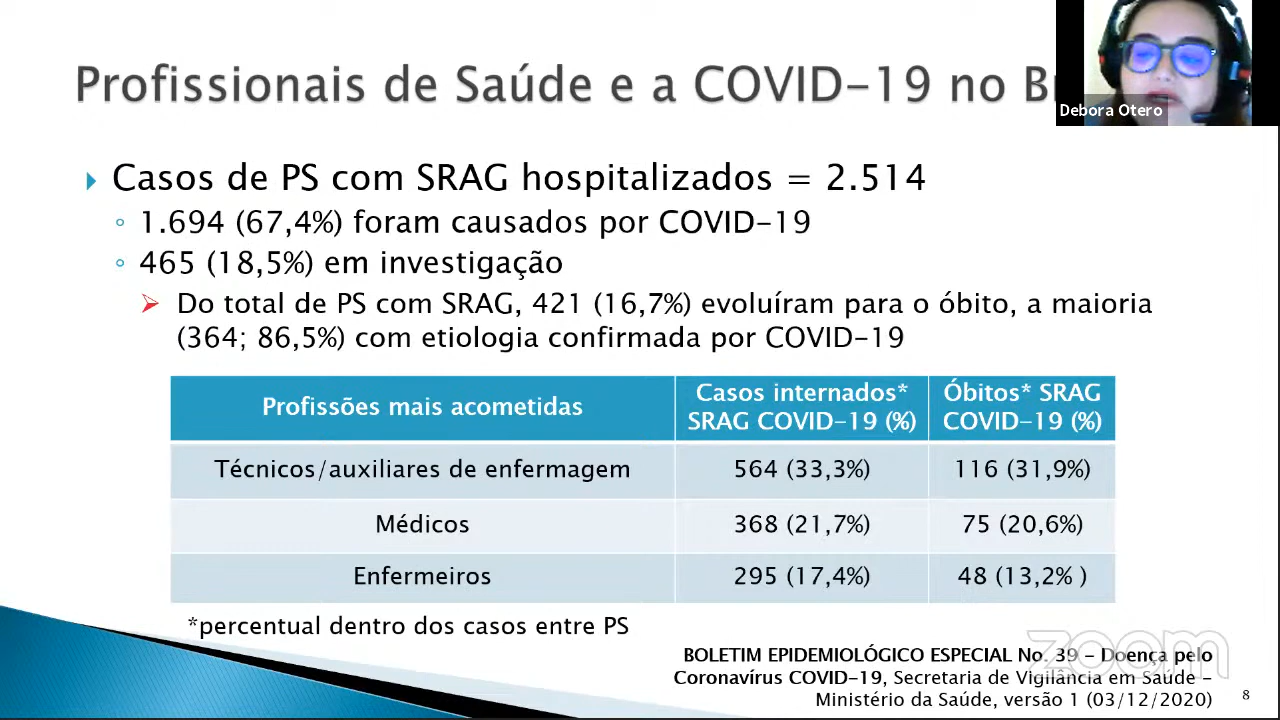 Profissionais de Saúde e a COVID-19 no
Debora Otero
Casos de PS com SRAG hospitalizados = 2.514
1.694 (67,4%) foram causados por COVID-19
465 (18,5%) em investigação
Do total de PS com SRAG, 421 (16,7%) evoluíram para o óbito, a maioria
(364; 86,5%) com etiologia confirmada por COVID-19
Profissões mais acometidas
Casos internados*
SRAG COVID-19 (%)
Óbitos* SRAG
COVID-19 (%)
Técnicos/auxiliares de enfermagem
564 (33,3%)
116 (31,9%)
Médicos
368 (21,7%)
75 (20,6%)
Enfermeiros
295 (17,4%)
48 (13,2% )
*percentual dentro dos casos entre PS
zoom
BOLETIM EPIDEMIOLÓGICO ESPECIAL No. 39 - Doença pelo
Coronavírus COVID-19, Secretaria de Vigilância em Saúde -
Ministério da Saúde, versão 1 (03/12/2020)
8